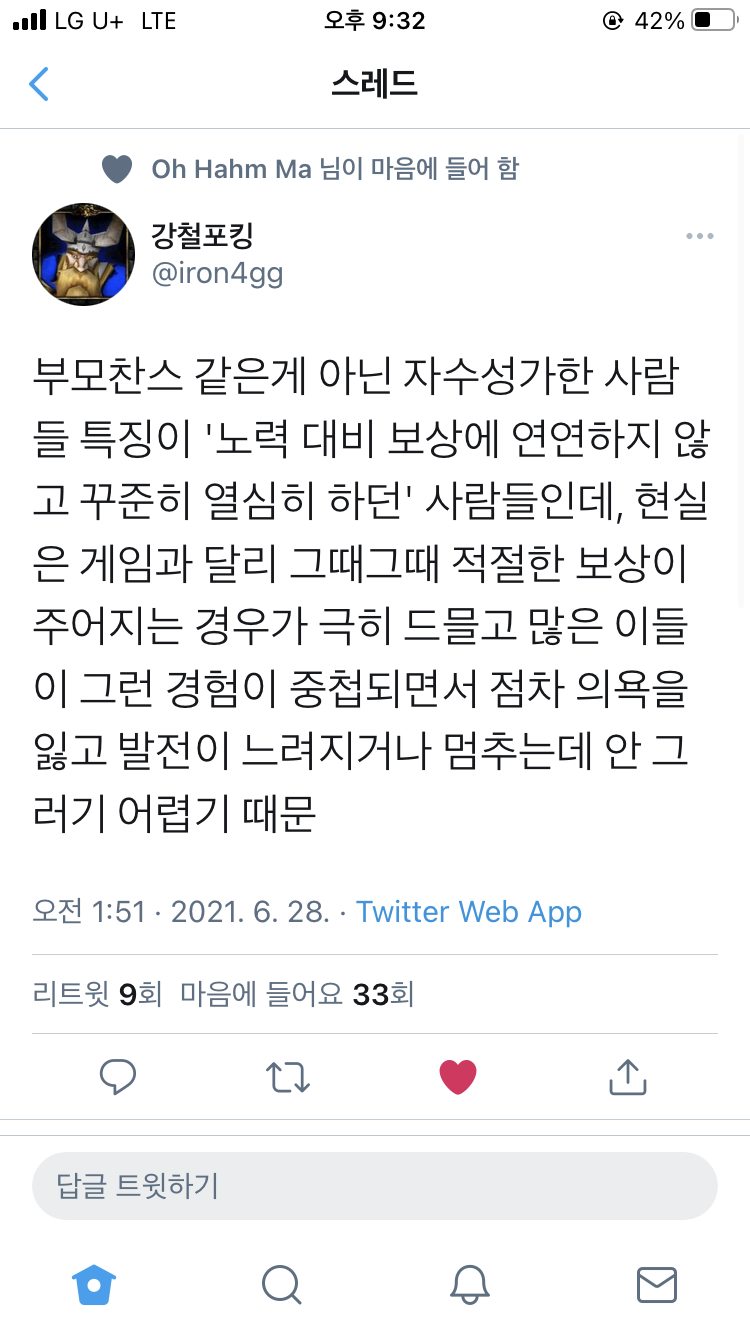 LG U+ LTE 오후 9:32 42%
스레드
Oh Hahm Ma 님이 마음에 들어 함
강철포킹
@iron4gg
부모찬스 같은게 아닌 자수성가한 사람
들 특징이 '노력 대비 보상에 연연하지 않
고 꾸준히 열심히 하던' 사람들인데, 현실
은 게임과 달리 그때그때 적절한 보상이
주어지는 경우가 극히 드믈고 많은 이들
이 그런 경험이 중첩되면서 점차 의욕을
잃고 발전이 느려지거나 멈추는데 안 그
러기 어렵기 때문
오전 1:51 · 2021. 6. 28. · Twitter Web App
리트윗 9회 마음에 들어요 33회
답글 트윗하기